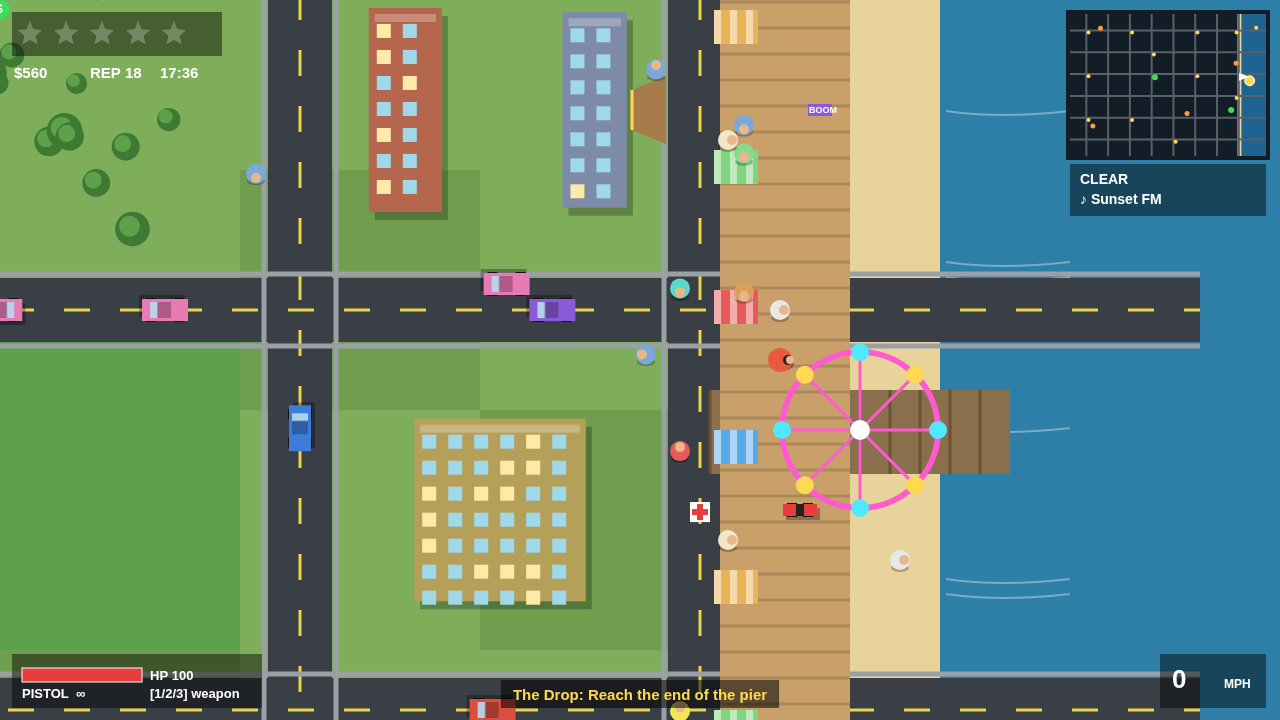 $560 REP 18 17:36
BOOM
CLEAR
♪ Sunset FM
HP 100
PISTOL ∞ [1/2/3] weapon
The Drop: Reach the end of the pier
0 MPH